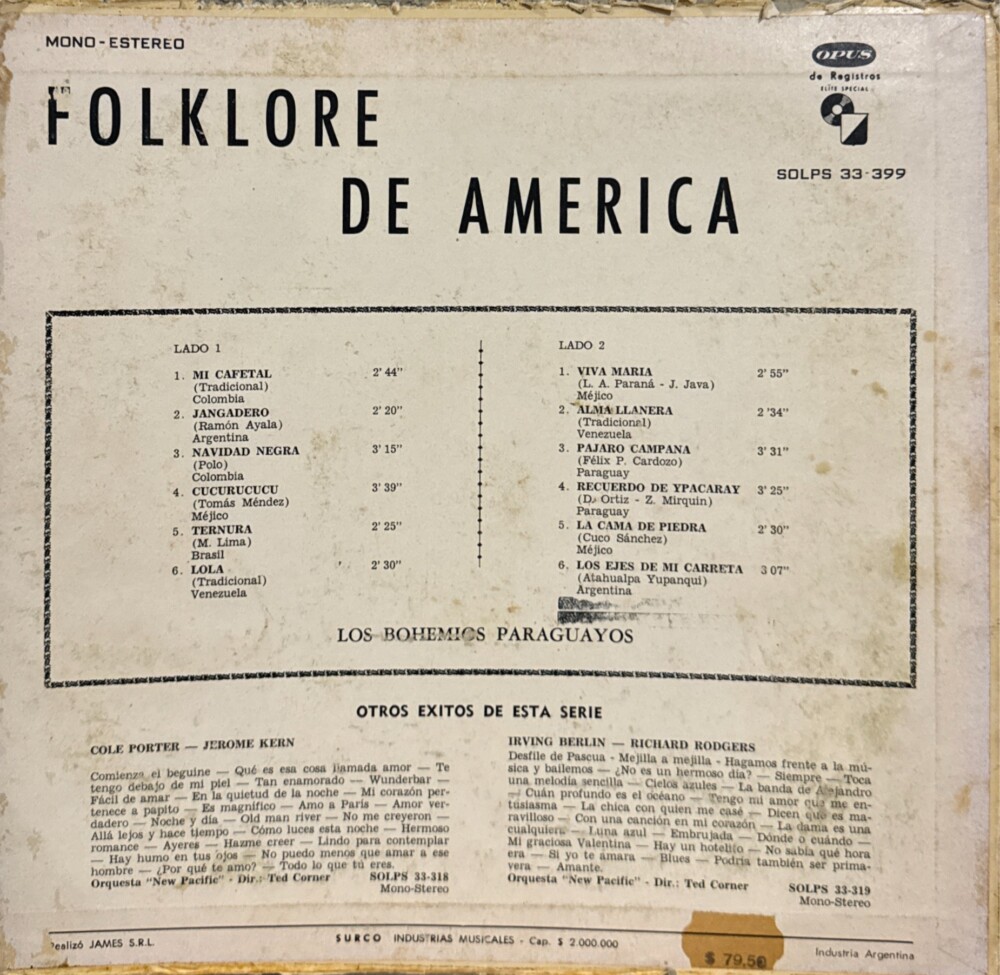 MONO - ESTEREO
OPUS
de Registros
ELITE SPECIAL
SOLPS 33-399
FOLKLORE
DE AMERICA
LADO 1
1. MI CAFETAL 2' 44"
(Tradicional)
Colombia
2. JANGADERO 2' 20"
(Ramón Ayala)
Argentina
3. NAVIDAD NEGRA 3' 15"
(Polo)
Colombia
4. CUCURUCUCU 3' 39"
(Tomás Méndez)
Méjico
5. TERNURA 2' 25"
(M. Lima)
Brasil
6. LOLA 2' 30"
(Tradicional)
Venezuela
LADO 2
1. VIVA MARIA 2' 55"
(L. A. Paraná - J. Java)
Méjico
2. ALMA LLANERA 2 '34"
(Tradicional)
Venezuela
3. PAJARO CAMPANA 3' 31"
(Félix P. Cardozo)
Paraguay
4. RECUERDO DE YPACARAY 3' 25"
(D. Ortiz - Z. Mirquin)
Paraguay
5. LA CAMA DE PIEDRA 2' 30"
(Cuco Sánchez)
Méjico
6. LOS EJES DE MI CARRETA 3 07"
(Atahualpa Yupanqui)
Argentina
LOS BOHEMIOS PARAGUAYOS
OTROS EXITOS DE ESTA SERIE
COLE PORTER — JEROME KERN
Comienza el beguine — Qué es esa cosa llamada amor — Te
tengo debajo de mi piel — Tan enamorado — Wunderbar —
Fácil de amar — En la quietud de la noche — Mi corazón per-
tenece a papito — Es magnífico — Amo a París — Amor ver-
dadero — Noche y día — Old man river — No me creyeron —
Allá lejos y hace tiempo — Cómo luces esta noche — Hermoso
romance — Ayeres — Hazme creer — Lindo para contemplar
— Hay humo en tus ojos — No puedo menos que amar a ese
hombre — ¿Por qué te amo? — Todo lo que tú eres.
Orquesta "New Pacific" - Dir.: Ted Corner SOLPS 33-318
Mono-Stereo
IRVING BERLIN — RICHARD RODGERS
Desfile de Pascua - Mejilla a mejilla - Hagamos frente a la mú-
sica y bailemos — ¿No es un hermoso día? — Siempre — Toca
una melodía sencilla — Cielos azules — La banda de Alejandro
— Cuán profundo es el océano — Tengo mi amor que me en-
tusiasma — La chica con quien me casé — Dicen que es ma-
ravilloso — Con una canción en mi corazón — La dama es una
cualquiera — Luna azul — Embrujada — Dónde o cuándo —
Mi graciosa Valentina — Hay un hotelito — No sabía qué hora
era — Si yo te amara — Blues — Podría también ser prima-
vera — Amante.
Orquesta "New Pacific" - Dir.: Ted Corner SOLPS 33-319
Mono-Stereo
Realizó JAMES S.R.L. SURCO INDUSTRIAS MUSICALES - Cap. $ 2.000.000 Industria Argentina
$ 79,50